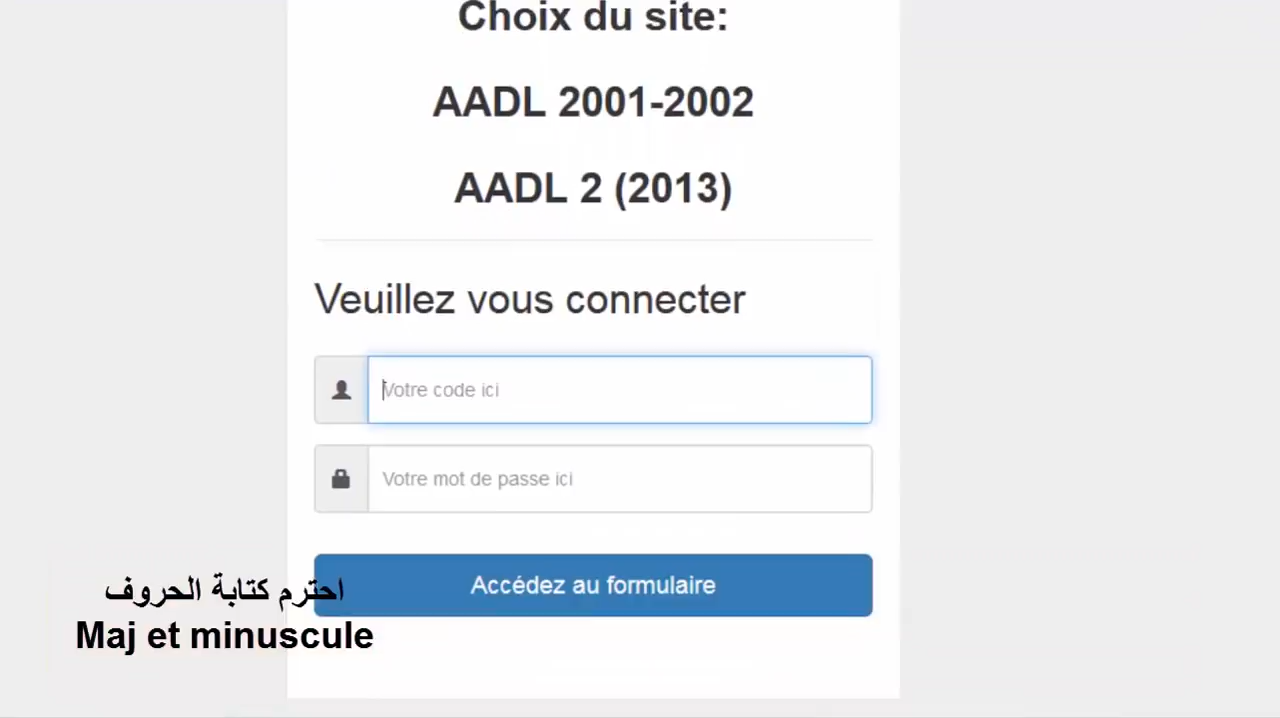 Choix du site:
AADL 2001-2002
AADL 2 (2013)
Veuillez vous connecter
Votre code ici
Votre mot de passe ici
Accédez au formulaire
احترم كتابة الحروف
Maj et minuscule